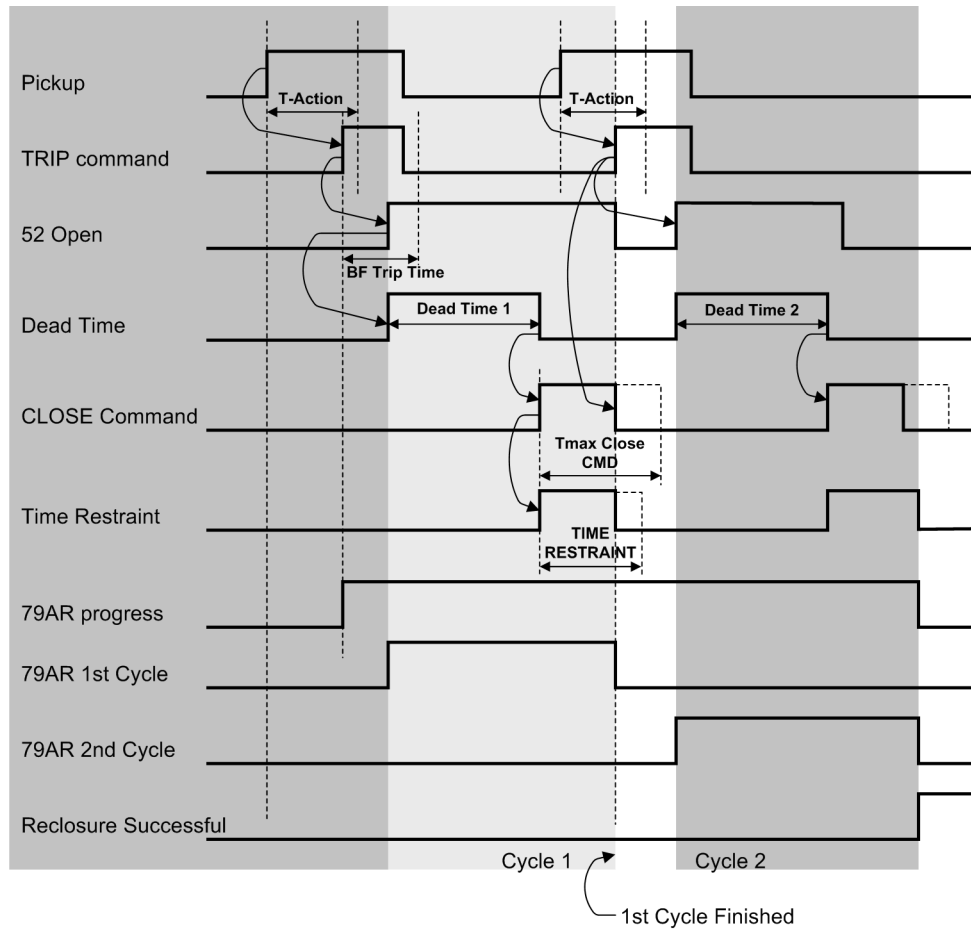 Pickup
T-Action
T-Action
TRIP command
52 Open
BF Trip Time
Dead Time
Dead Time 1
Dead Time 2
CLOSE Command
Tmax Close
CMD
Time Restraint
TIME
RESTRAINT
79AR progress
79AR 1st Cycle
79AR 2nd Cycle
Reclosure Successful
Cycle 1
Cycle 2
1st Cycle Finished